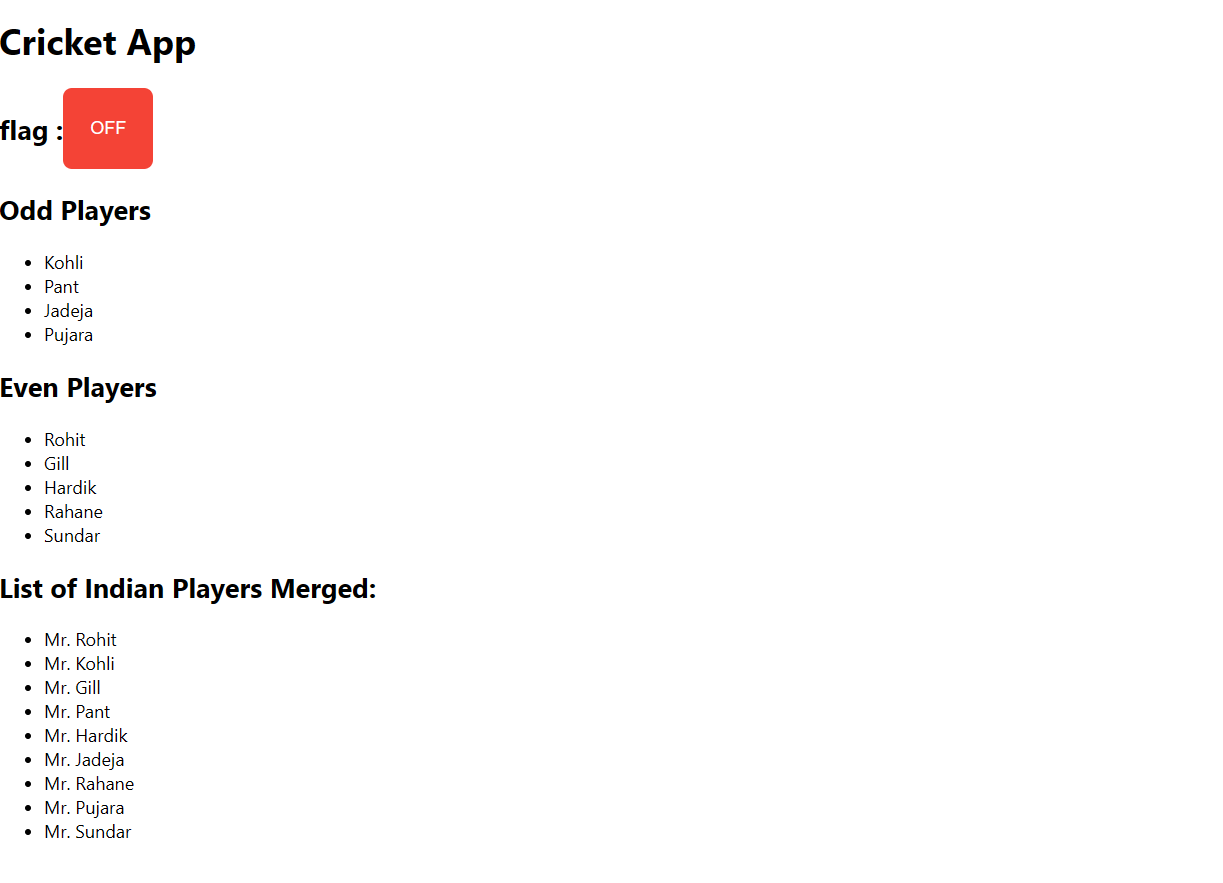 Cricket App
flag : OFF
Odd Players
Kohli
Pant
Jadeja
Pujara
Even Players
Rohit
Gill
Hardik
Rahane
Sundar
List of Indian Players Merged:
Mr. Rohit
Mr. Kohli
Mr. Gill
Mr. Pant
Mr. Hardik
Mr. Jadeja
Mr. Rahane
Mr. Pujara
Mr. Sundar